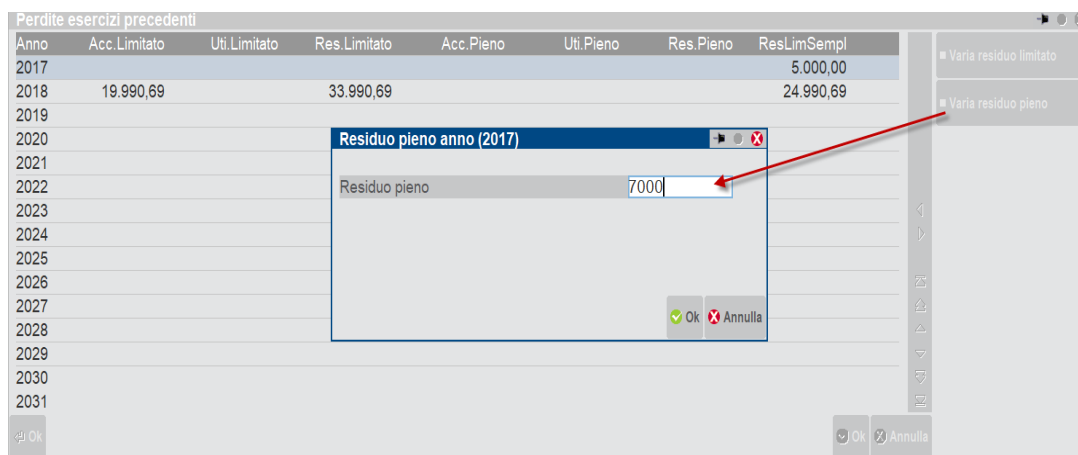 Perdite esercizi precedenti
Anno Acc.Limitato Uti.Limitato Res.Limitato Acc.Pieno Uti.Pieno Res.Pieno ResLimSempl
Varia residuo limitato
2017 5.000,00
2018 19.990,69 33.990,69 24.990,69
Varia residuo pieno
2019
2020
Residuo pieno anno (2017)
2021
2022
Residuo pieno 7000
2023
2024
2025
2026
2027
Ok Annulla
2028
2029
2030
2031
Ok Ok Annulla